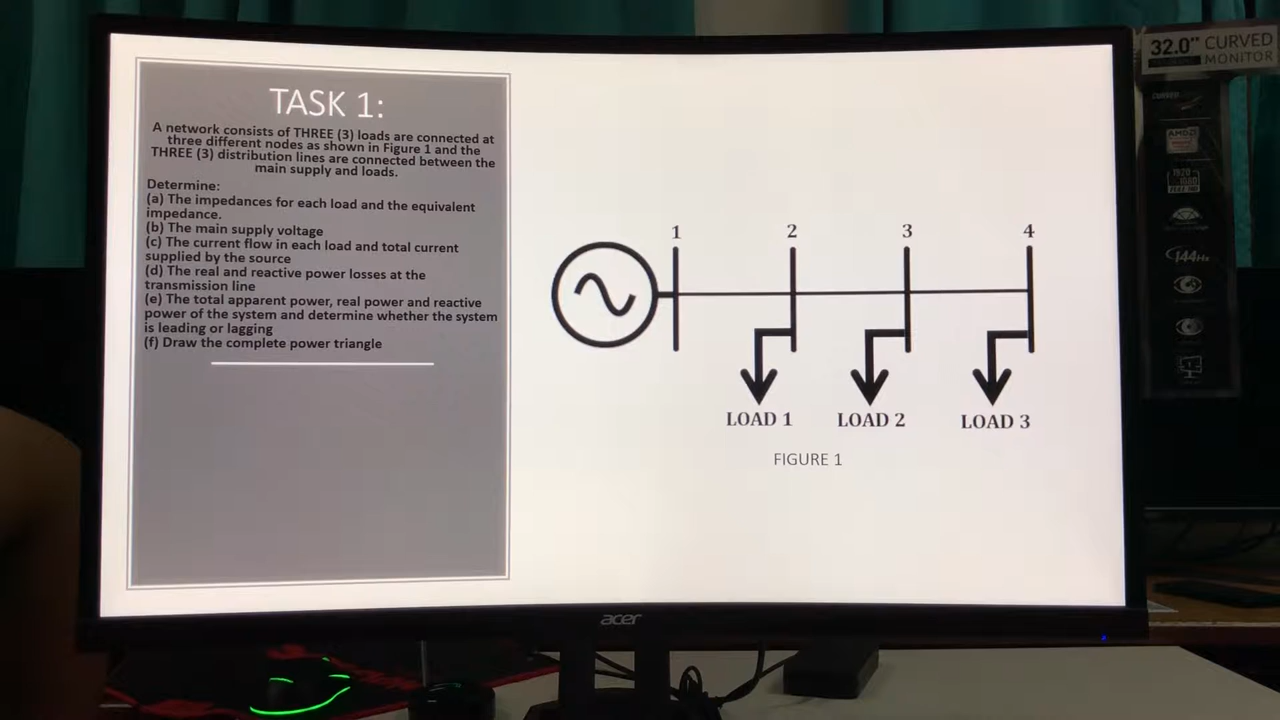 TASK 1:
A network consists of THREE (3) loads are connected at
three different nodes as shown in Figure 1 and the
THREE (3) distribution lines are connected between the
main supply and loads.
Determine:
(a) The impedances for each load and the equivalent
impedance.
(b) The main supply voltage
(c) The current flow in each load and total current
supplied by the source
(d) The real and reactive power losses at the
transmission line
(e) The total apparent power, real power and reactive
power of the system and determine whether the system
is leading or lagging
(f) Draw the complete power triangle
1 2 3 4
LOAD 1 LOAD 2 LOAD 3
FIGURE 1
acer
32.0" CURVED
MONITOR
CURVED
AMD
1920
1080
FULL HD
144Hz